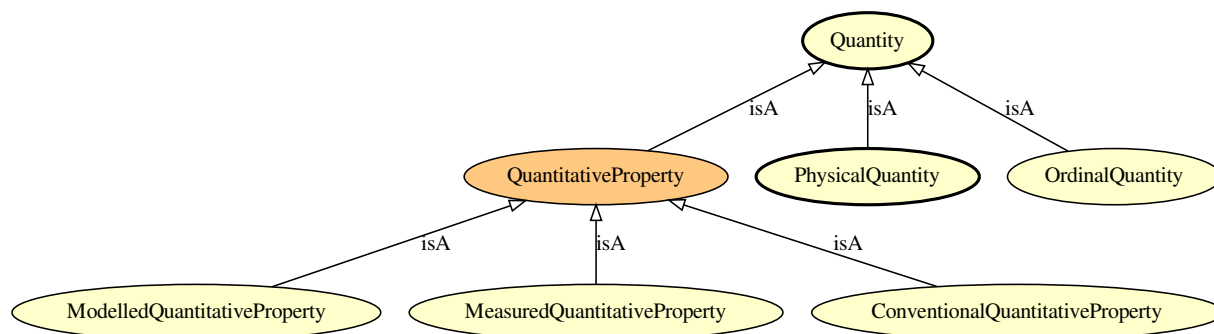 Quantity
isA
isA
isA
QuantitativeProperty
PhysicalQuantity
OrdinalQuantity
isA
isA
isA
ModelledQuantitativeProperty
MeasuredQuantitativeProperty
ConventionalQuantitativeProperty